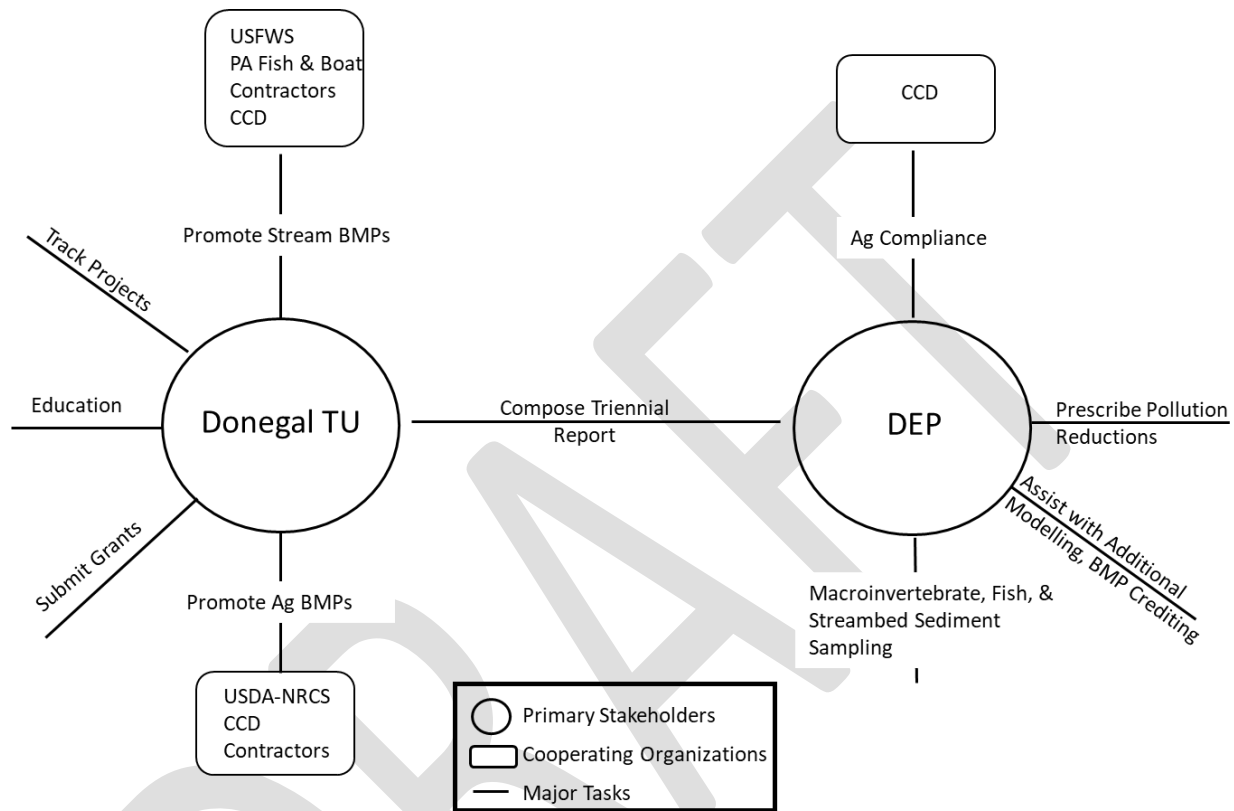 USFWS
PA Fish & Boat
Contractors
CCD
CCD
Promote Stream BMPs
Ag Compliance
Track Projects
Education
Donegal TU
Compose Triennial
Report
DEP
Prescribe Pollution
Reductions
Submit Grants
Assist with Additional
Modelling, BMP Crediting
Promote Ag BMPs
Macroinvertebrate, Fish, &
Streambed Sediment
Sampling
USDA-NRCS
CCD
Contractors
Primary Stakeholders
Cooperating Organizations
Major Tasks
DRAFT